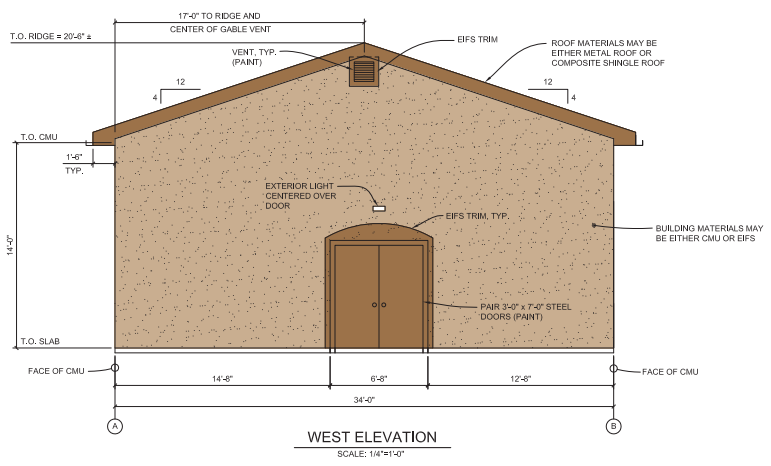 17'-0" TO RIDGE AND
CENTER OF GABLE VENT
T.O. RIDGE = 20'-6" ±
VENT, TYP.
(PAINT)
EIFS TRIM
ROOF MATERIALS MAY BE
EITHER METAL ROOF OR
COMPOSITE SHINGLE ROOF
12
4
12
4
T.O. CMU
1'-6"
TYP.
EXTERIOR LIGHT
CENTERED OVER
DOOR
EIFS TRIM, TYP.
BUILDING MATERIALS MAY
BE EITHER CMU OR EIFS
14'-0"
PAIR 3'-0" x 7'-0" STEEL
DOORS (PAINT)
T.O. SLAB
FACE OF CMU
FACE OF CMU
14'-8"
6'-8"
12'-8"
34'-0"
A
B
WEST ELEVATION
SCALE: 1/4"=1'-0"